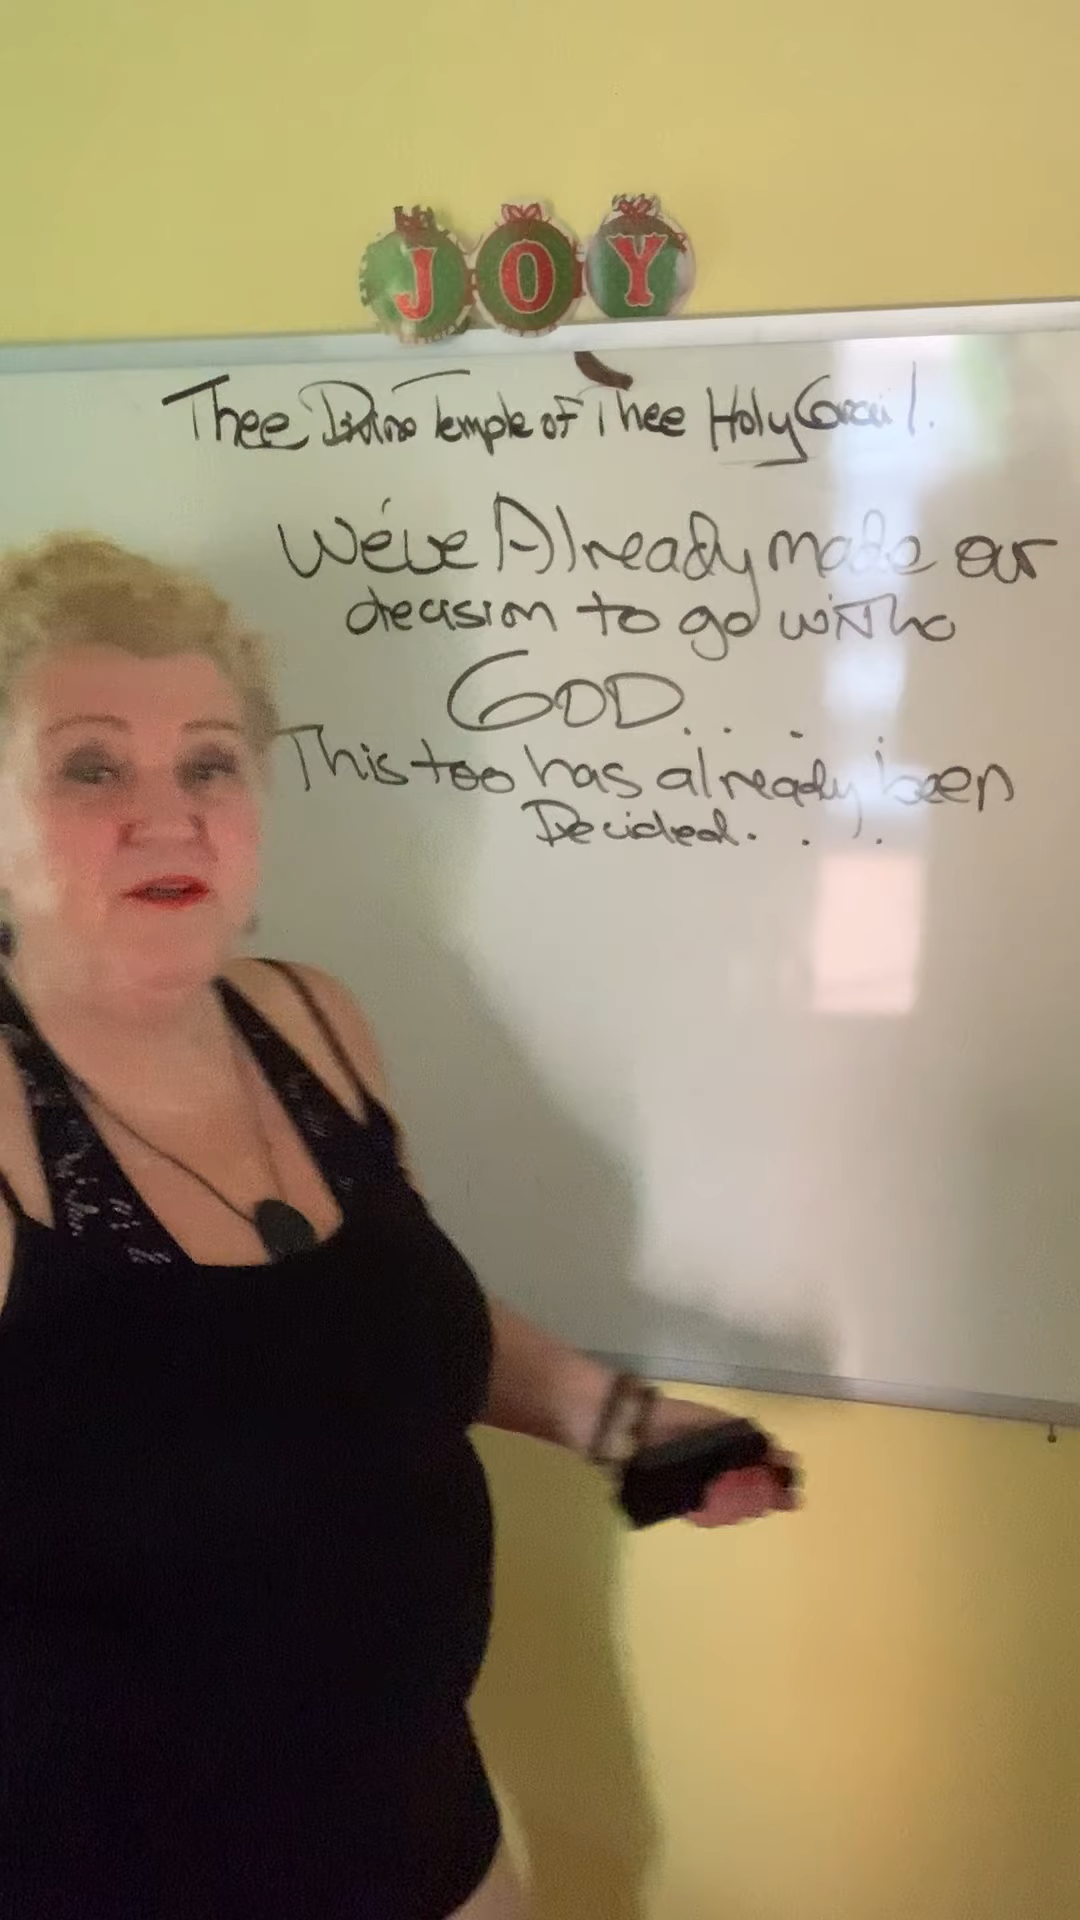 JOY
Thee Divine Temple of Thee Holy Grail.
We've Already made our
decision to go with
GOD...
This too has already been
Decided....